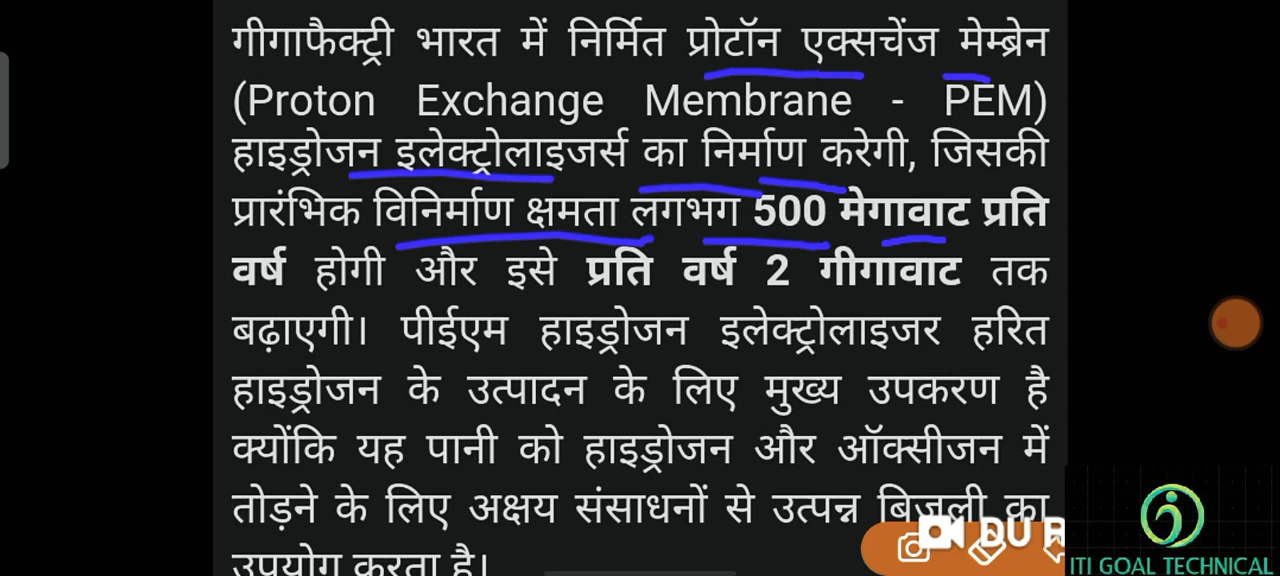 गीगाफैक्ट्री भारत में निर्मित प्रोटॉन एक्सचेंज मेम्ब्रेन
(Proton Exchange Membrane - PEM)
हाइड्रोजन इलेक्ट्रोलाइजर्स का निर्माण करेगी, जिसकी
प्रारंभिक विनिर्माण क्षमता लगभग 500 मेगावाट प्रति
वर्ष होगी और इसे प्रति वर्ष 2 गीगावाट तक
बढ़ाएगी। पीईएम हाइड्रोजन इलेक्ट्रोलाइजर हरित
हाइड्रोजन के उत्पादन के लिए मुख्य उपकरण है
क्योंकि यह पानी को हाइड्रोजन और ऑक्सीजन में
तोड़ने के लिए अक्षय संसाधनों से उत्पन्न बिजली का
उपयोग करता है।
DU R
ITI GOAL TECHNICAL